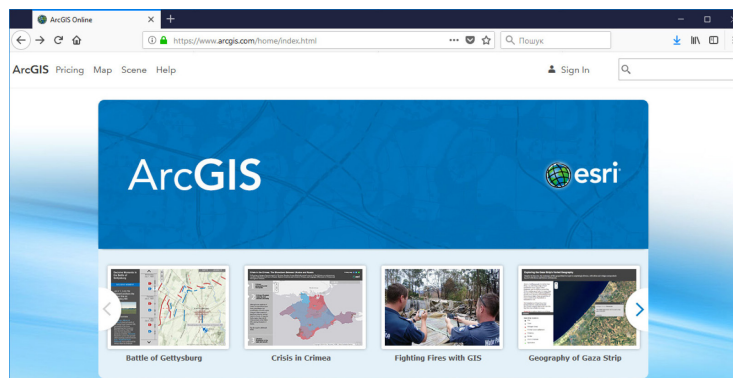 ArcGIS Online
https://www.arcgis.com/home/index.html
Пошук
ArcGIS Pricing Map Scene Help
Sign In
ArcGIS
esri
Battle of Gettysburg
Crisis in Crimea
Fighting Fires with GIS
Geography of Gaza Strip